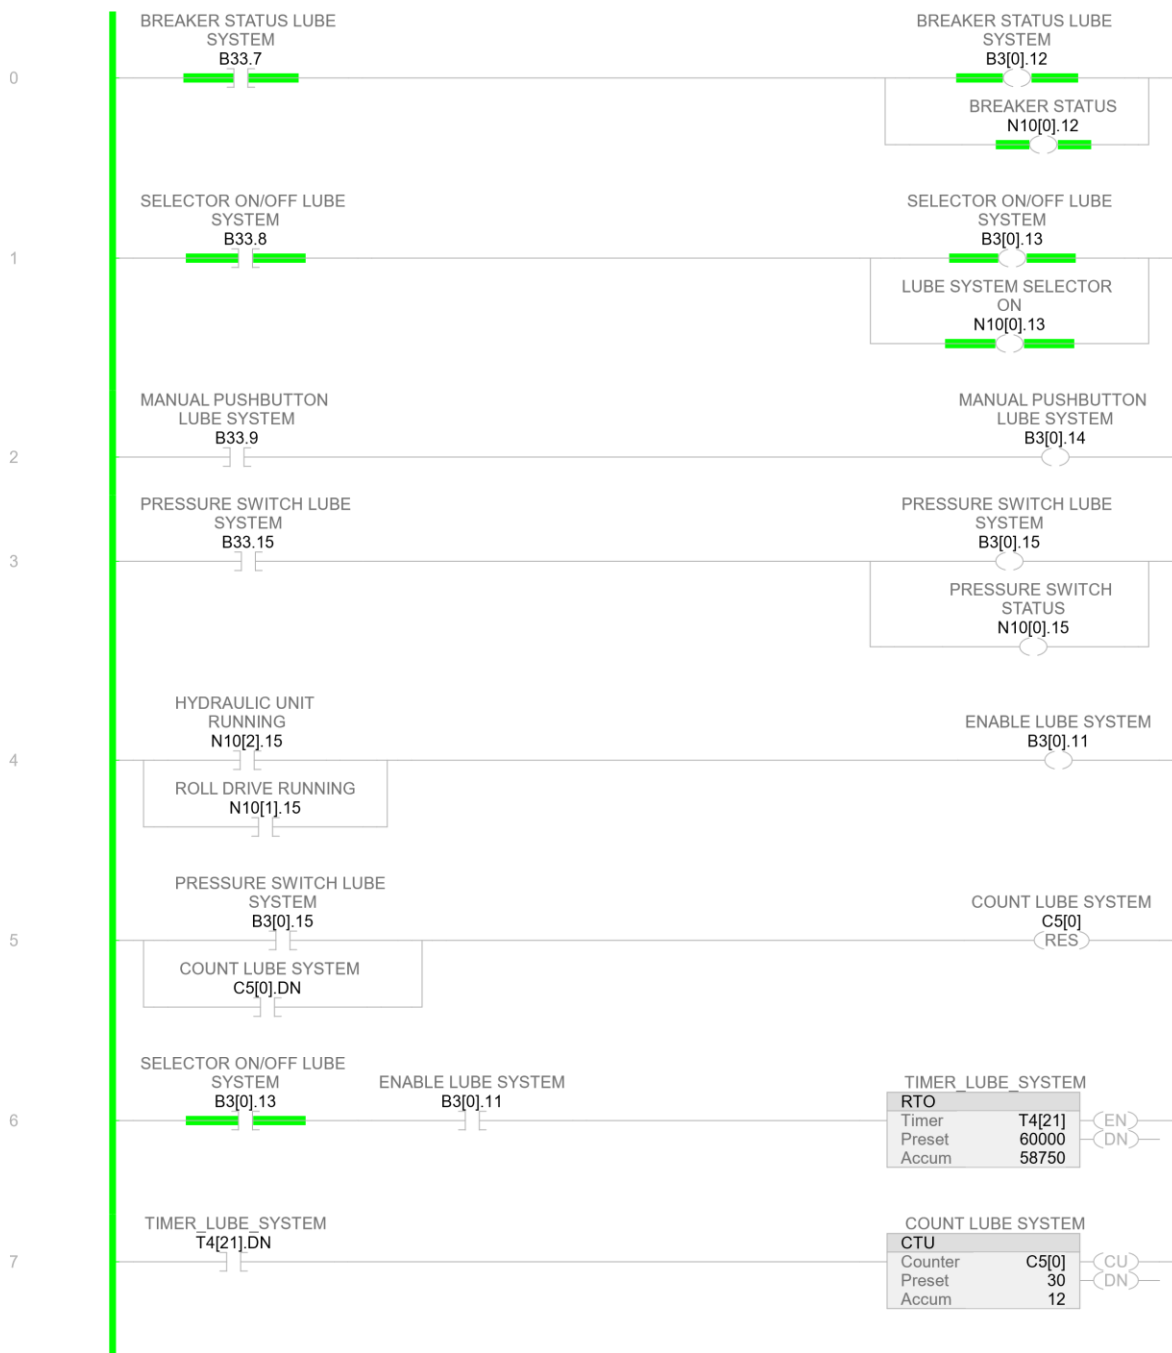 BREAKER STATUS LUBE
SYSTEM
B33.7
BREAKER STATUS LUBE
SYSTEM
B3[0].12
0
BREAKER STATUS
N10[0].12
SELECTOR ON/OFF LUBE
SYSTEM
B33.8
SELECTOR ON/OFF LUBE
SYSTEM
B3[0].13
1
LUBE SYSTEM SELECTOR
ON
N10[0].13
MANUAL PUSHBUTTON
LUBE SYSTEM
B33.9
MANUAL PUSHBUTTON
LUBE SYSTEM
B3[0].14
2
PRESSURE SWITCH LUBE
SYSTEM
B33.15
PRESSURE SWITCH LUBE
SYSTEM
B3[0].15
3
PRESSURE SWITCH
STATUS
N10[0].15
HYDRAULIC UNIT
RUNNING
N10[2].15
ENABLE LUBE SYSTEM
B3[0].11
4
ROLL DRIVE RUNNING
N10[1].15
PRESSURE SWITCH LUBE
SYSTEM
B3[0].15
COUNT LUBE SYSTEM
C5[0]
5
RES
COUNT LUBE SYSTEM
C5[0].DN
SELECTOR ON/OFF LUBE
SYSTEM
B3[0].13
ENABLE LUBE SYSTEM
B3[0].11
TIMER_LUBE_SYSTEM
RTO
6
Timer T4[21] EN
Preset 60000 DN
Accum 58750
TIMER_LUBE_SYSTEM
T4[21].DN
COUNT LUBE SYSTEM
CTU
7
Counter C5[0] CU
Preset 30 DN
Accum 12